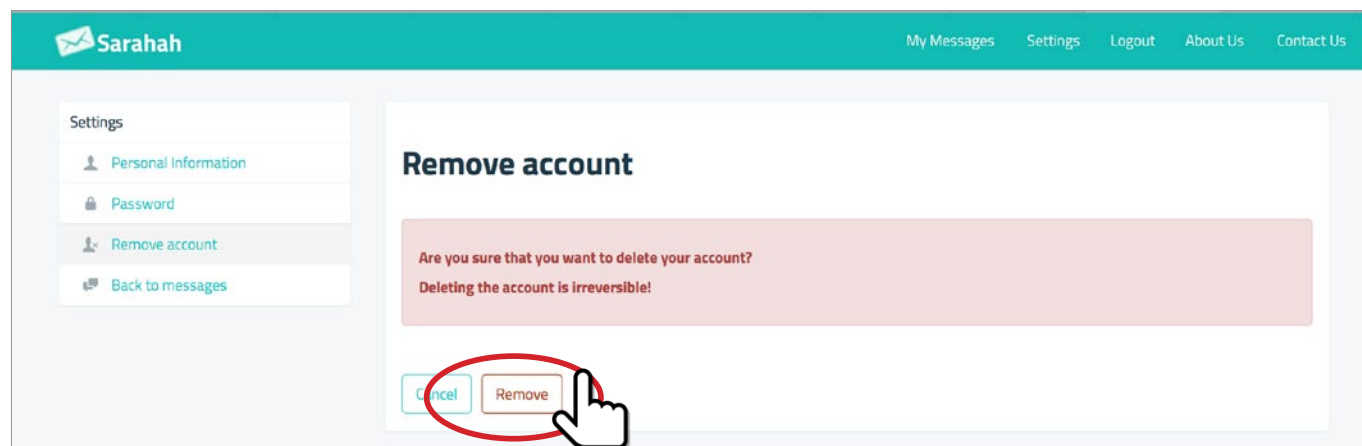 Sarahah
My Messages Settings Logout About Us Contact Us
Settings
Personal Information
Password
Remove account
Back to messages
Remove account
Are you sure that you want to delete your account?
Deleting the account is irreversible!
Cancel Remove